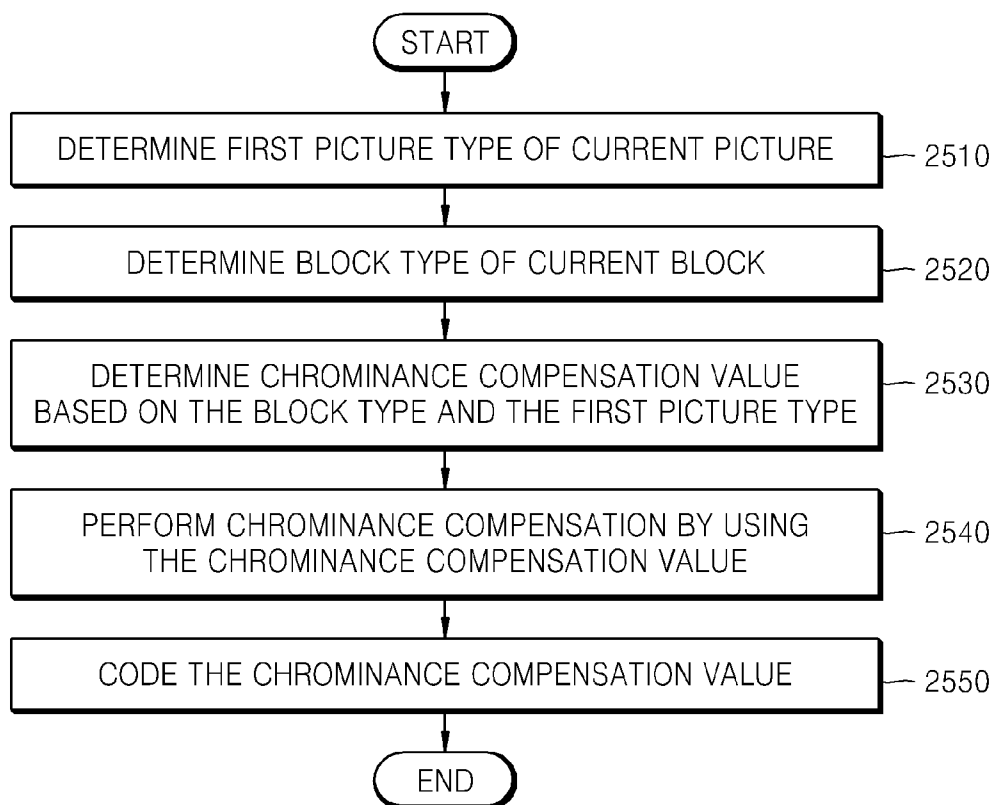 START
DETERMINE FIRST PICTURE TYPE OF CURRENT PICTURE
2510
DETERMINE BLOCK TYPE OF CURRENT BLOCK
2520
DETERMINE CHROMINANCE COMPENSATION VALUE
BASED ON THE BLOCK TYPE AND THE FIRST PICTURE TYPE
2530
PERFORM CHROMINANCE COMPENSATION BY USING
THE CHROMINANCE COMPENSATION VALUE
2540
CODE THE CHROMINANCE COMPENSATION VALUE
2550
END